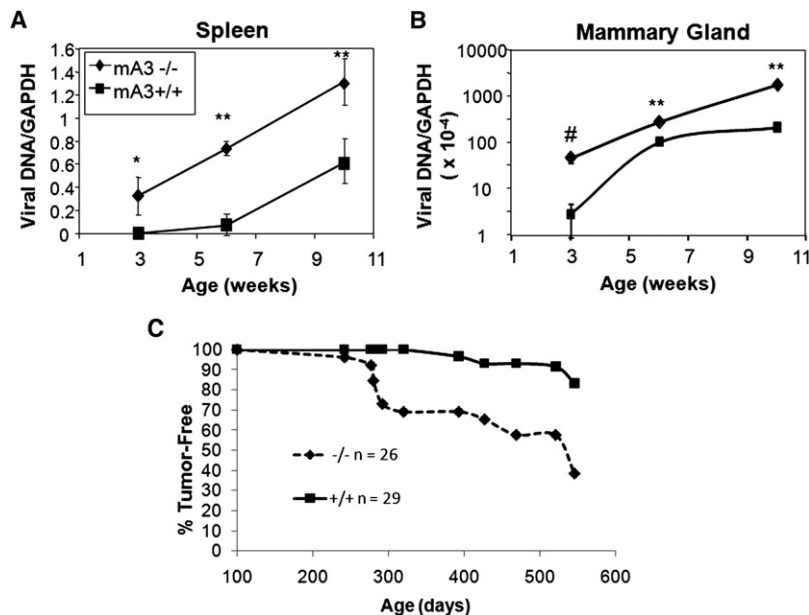 A
Spleen
Viral DNA/GAPDH
1.6
1.4
1.2
1
0.8
0.6
0.4
0.2
0
mA3 -/-
mA3+/+
*
**
**
1 3 5 7 9 11
Age (weeks)
B
Mammary Gland
Viral DNA/GAPDH
( x 10-4)
10000
1000
100
10
1
#
**
**
1 3 5 7 9 11
Age (weeks)
C
% Tumor-Free
100
90
80
70
60
50
40
30
20
10
0
-/- n = 26
+/+ n = 29
100 200 300 400 500 600
Age (days)